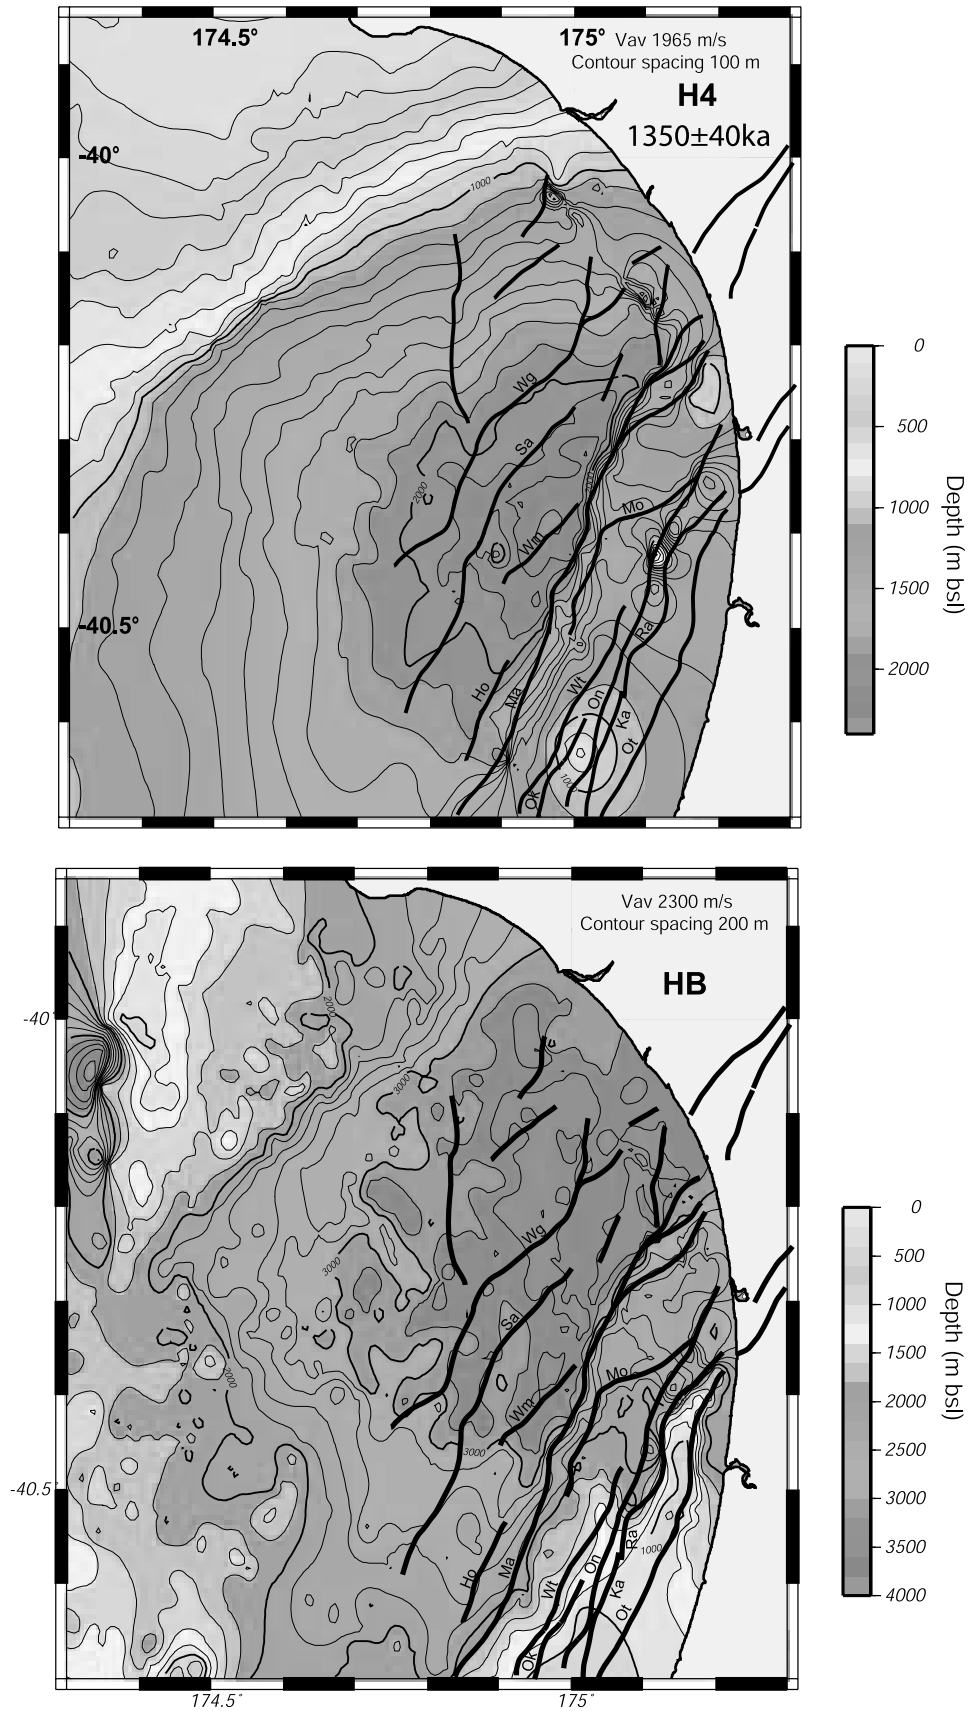 174.5°
175°
Vav 1965 m/s
Contour spacing 100 m
H4
1350±40ka
-40°
1000
Wg
Sa
2000
Mo
Wm
-40.5°
Ra
Ho
Ma
Wt
On
Ka
Ot
1000
Ok
0
500
1000
1500
2000
Depth (m bsl)
Vav 2300 m/s
Contour spacing 200 m
HB
2000
-40°
3000
Wg
3000
Sa
2000
Mo
Wm
3000
-40.5°
Ra
1000
Ho
Ma
Wt
On
Ka
Ot
Ok
0
500
1000
1500
2000
2500
3000
3500
4000
Depth (m bsl)
174.5°
175°